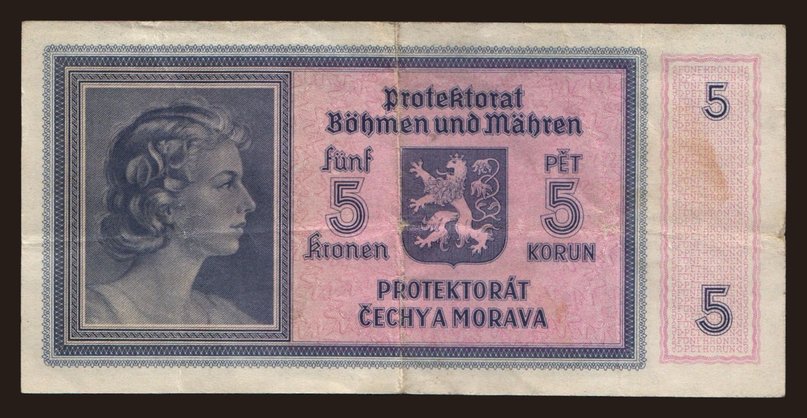 Protektorat
Böhmen und Mähren
fünf PĚT
5 5
Kronen KORUN
PROTEKTORÁT
ČECHY A MORAVA
5
5